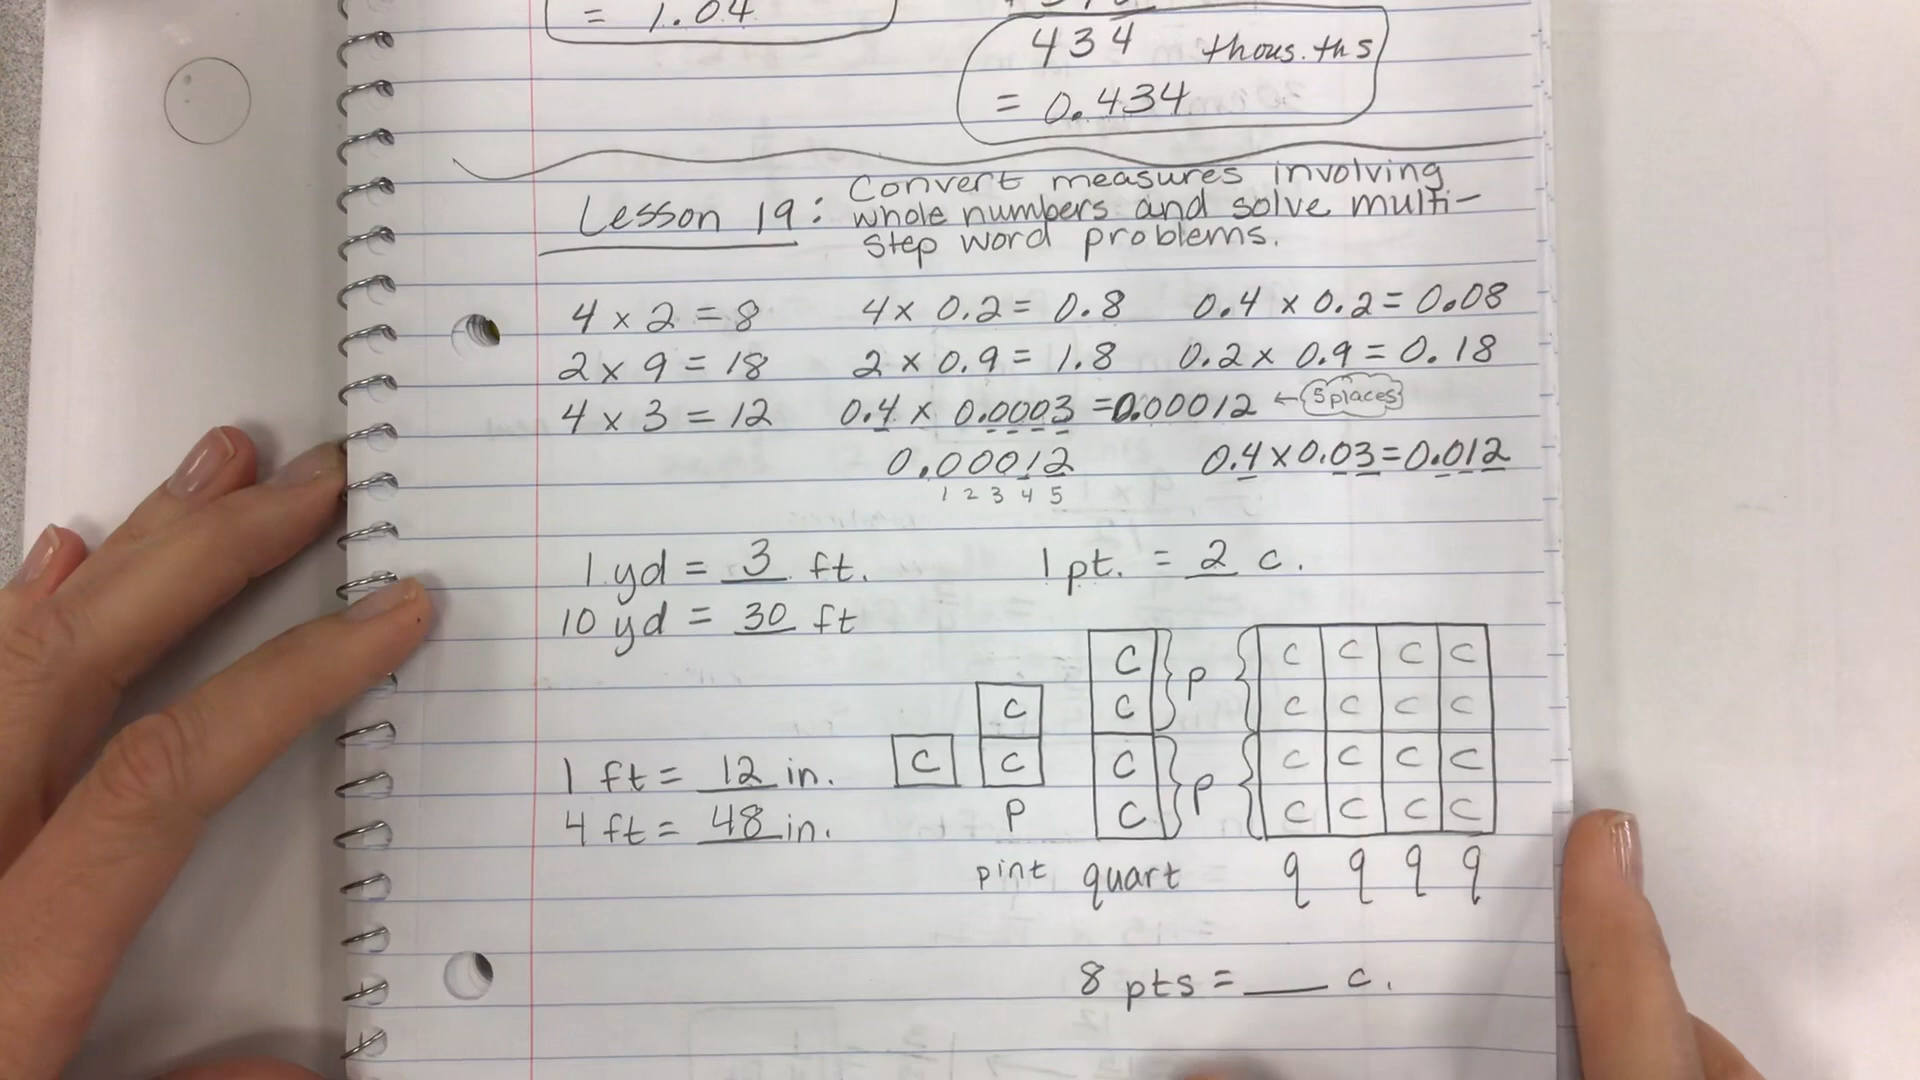 = 1.04
434 thous.ths
= 0.434
Lesson 19: Convert measures involving
whole numbers and solve multi-
step word problems.
4 x 2 = 8 4 x 0.2 = 0.8 0.4 x 0.2 = 0.08
2 x 9 = 18 2 x 0.9 = 1.8 0.2 x 0.9 = 0.18
4 x 3 = 12 0.4 x 0.0003 = 0.00012 ← 5 places
0.00012 0.4 x 0.03 = 0.012
1 2 3 4 5
1 yd = 3 ft. 1 pt. = 2 c.
10 yd = 30 ft
C } p { C C C C
C C C C C C
1 ft = 12 in. C C C } p { C C C C
4 ft = 48 in. P C C C C C
pint quart q q q q
8 pts = ___ c.